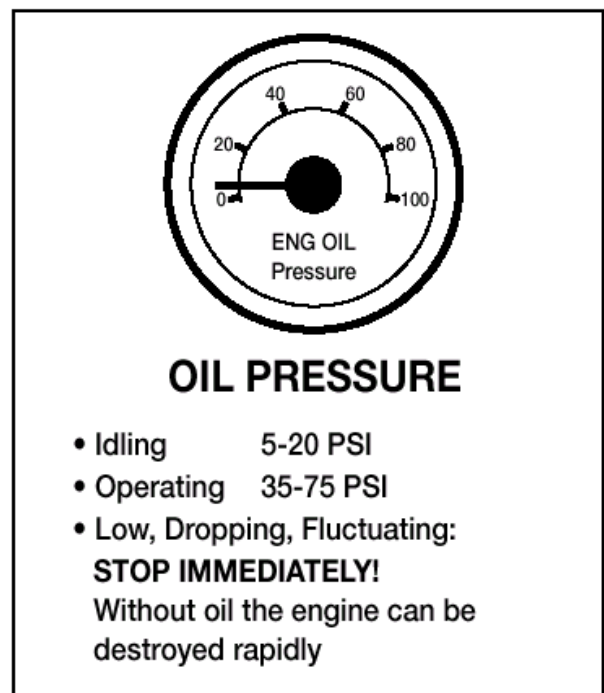 40 60
20 80
0 100
ENG OIL
Pressure
OIL PRESSURE
• Idling 5-20 PSI
• Operating 35-75 PSI
• Low, Dropping, Fluctuating:
STOP IMMEDIATELY!
Without oil the engine can be
destroyed rapidly